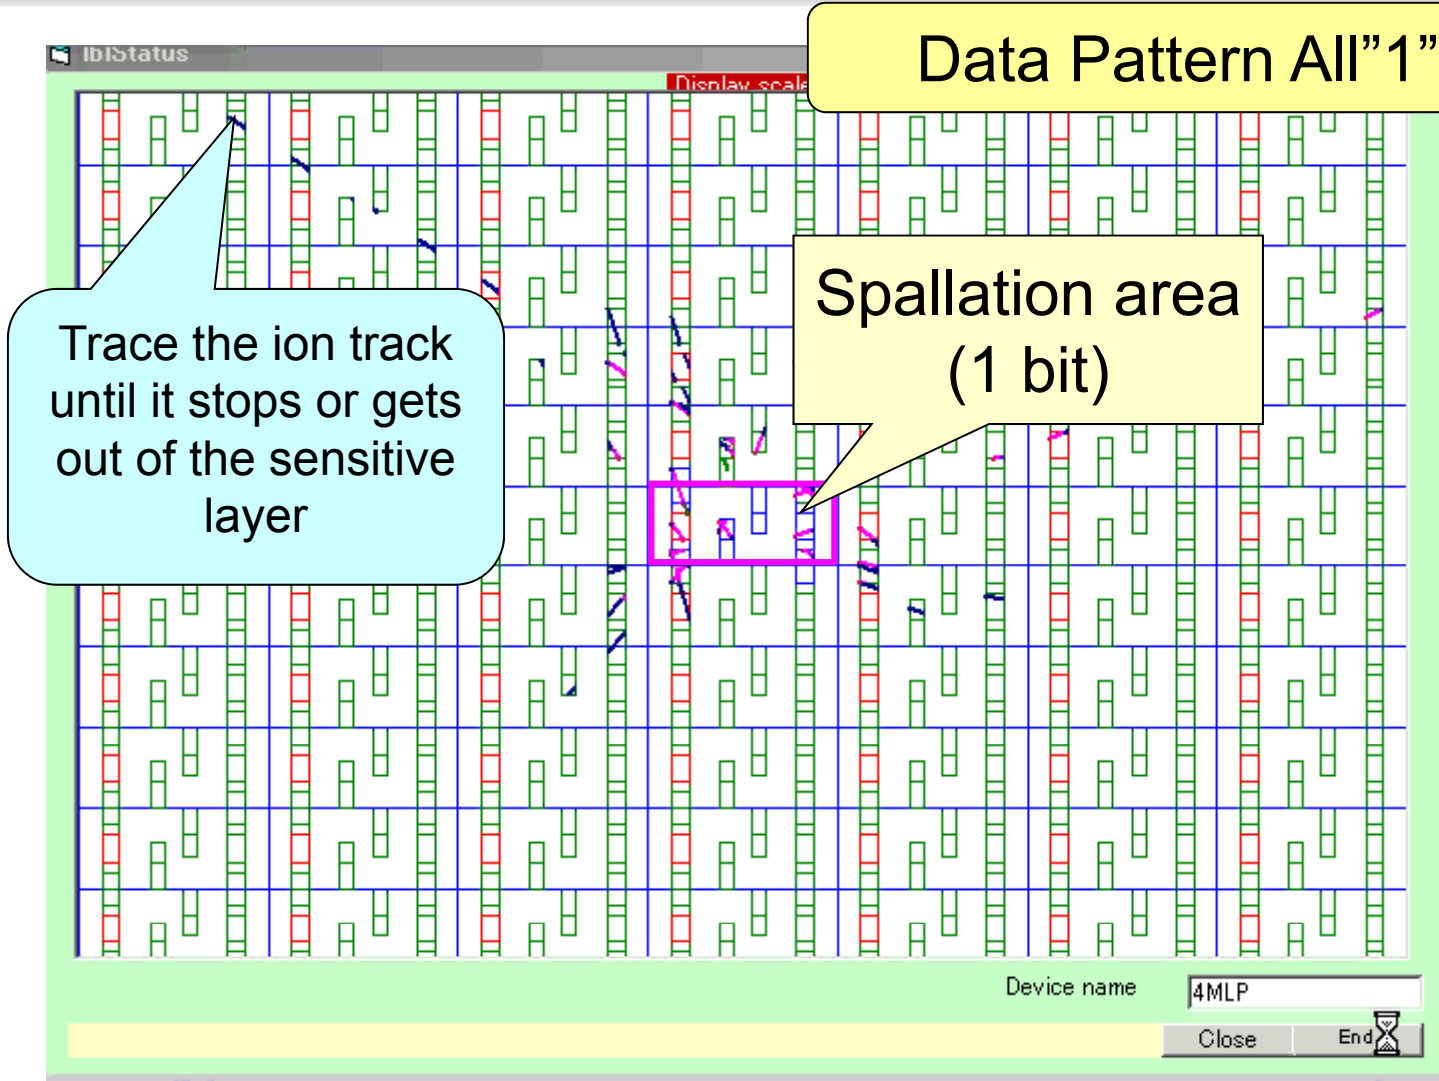 Data Pattern All”1”
lblStatus
Display scale
Spallation area
(1 bit)
Trace the ion track
until it stops or gets
out of the sensitive
layer
Device name
4MLP
Close
End